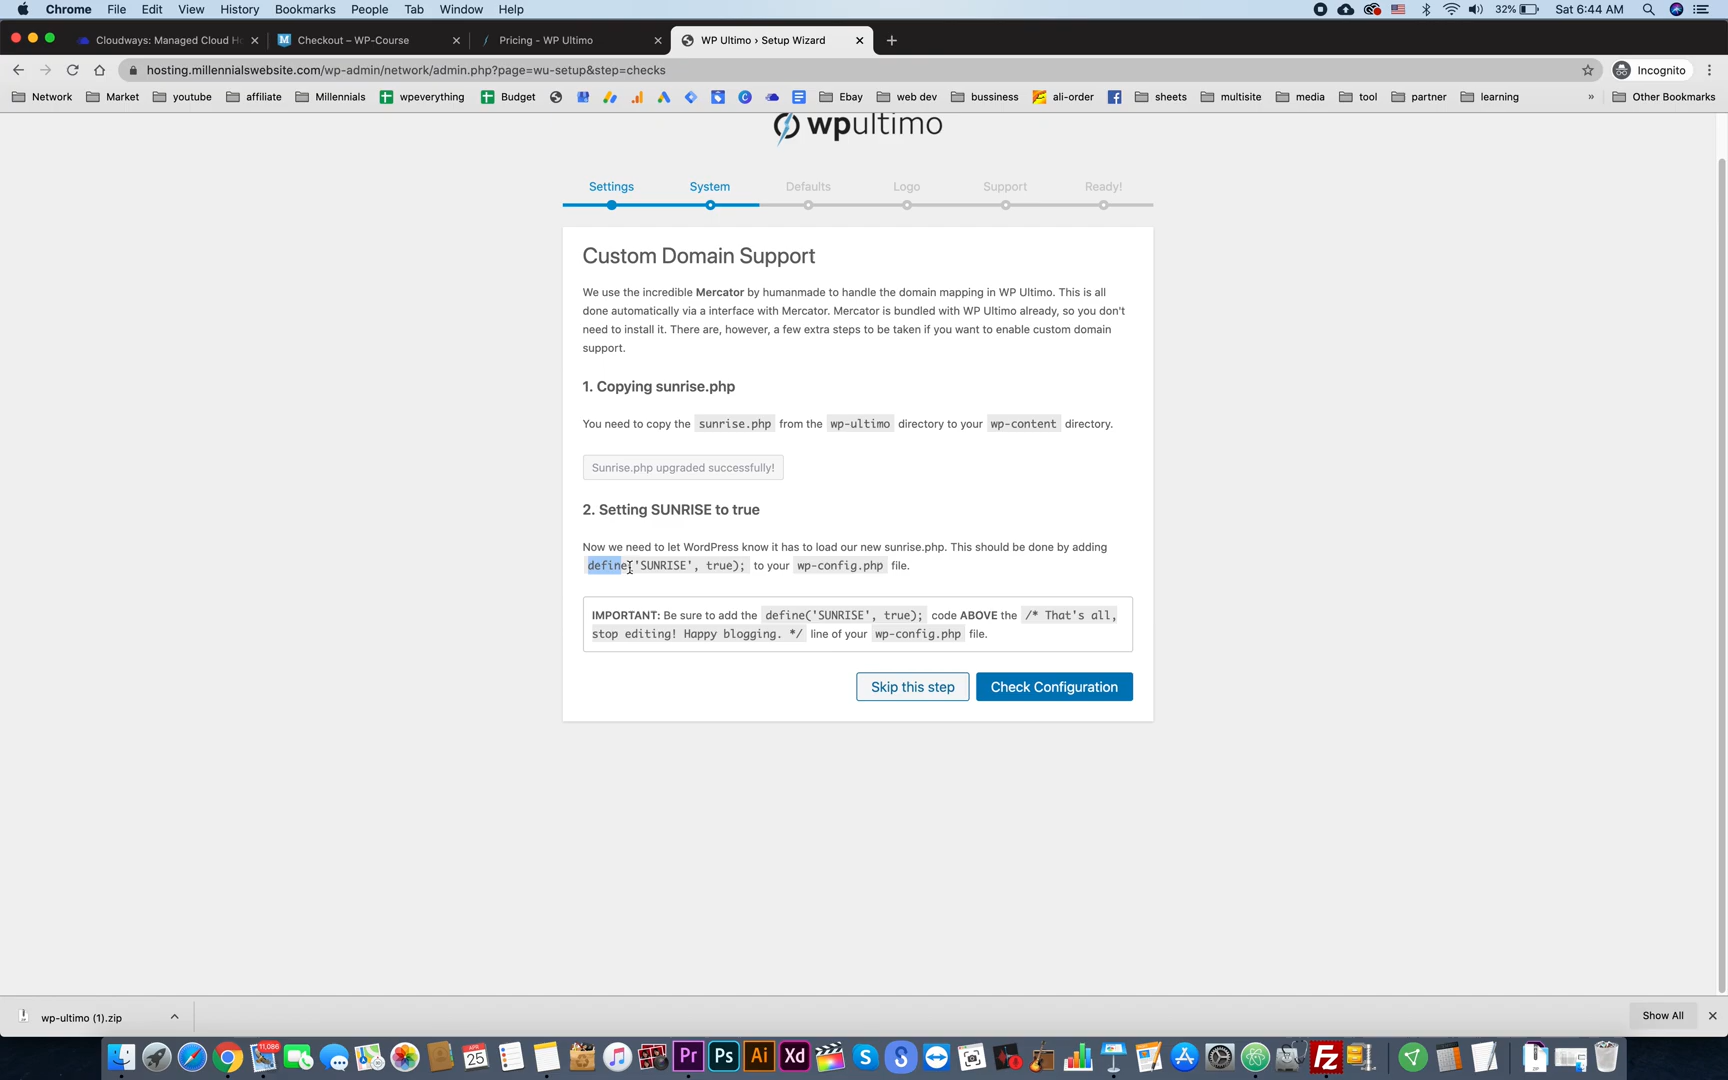 Chrome File Edit View History Bookmarks People Tab Window Help 32% Sat 6:44 AM
Cloudways: Managed Cloud H Checkout – WP-Course Pricing - WP Ultimo WP Ultimo › Setup Wizard
hosting.millennialswebsite.com/wp-admin/network/admin.php?page=wu-setup&step=checks Incognito
Network Market youtube affiliate Millennials wpeverything Budget Ebay web dev bussiness ali-order sheets multisite media tool partner learning » Other Bookmarks
wpultimo
Settings System Defaults Logo Support Ready!
Custom Domain Support
We use the incredible Mercator by humanmade to handle the domain mapping in WP Ultimo. This is all
done automatically via a interface with Mercator. Mercator is bundled with WP Ultimo already, so you don't
need to install it. There are, however, a few extra steps to be taken if you want to enable custom domain
support.
1. Copying sunrise.php
You need to copy the sunrise.php from the wp-ultimo directory to your wp-content directory.
Sunrise.php upgraded successfully!
2. Setting SUNRISE to true
Now we need to let WordPress know it has to load our new sunrise.php. This should be done by adding
define('SUNRISE', true); to your wp-config.php file.
IMPORTANT: Be sure to add the define('SUNRISE', true); code ABOVE the /* That's all,
stop editing! Happy blogging. */ line of your wp-config.php file.
Skip this step Check Configuration
wp-ultimo (1).zip Show All
11,086 APR 25 Pr Ps Ai Xd